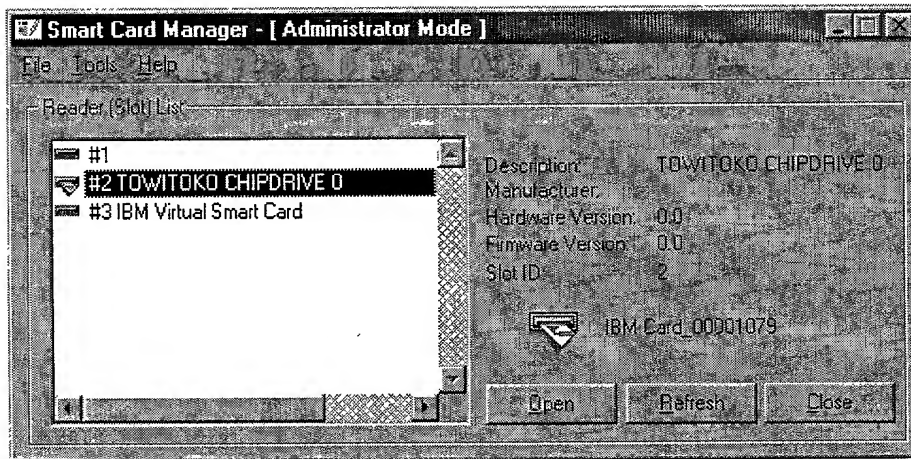 Smart Card Manager - [ Administrator Mode ]
File Tools Help
Reader (Slot) List
#1
#2 TOWITOKO CHIPDRIVE 0
#3 IBM Virtual Smart Card
Description: TOWITOKO CHIPDRIVE 0
Manufacturer:
Hardware Version: 0.0
Firmware Version: 0.0
Slot ID: 2
IBM Card_00001079
Open Refresh Close